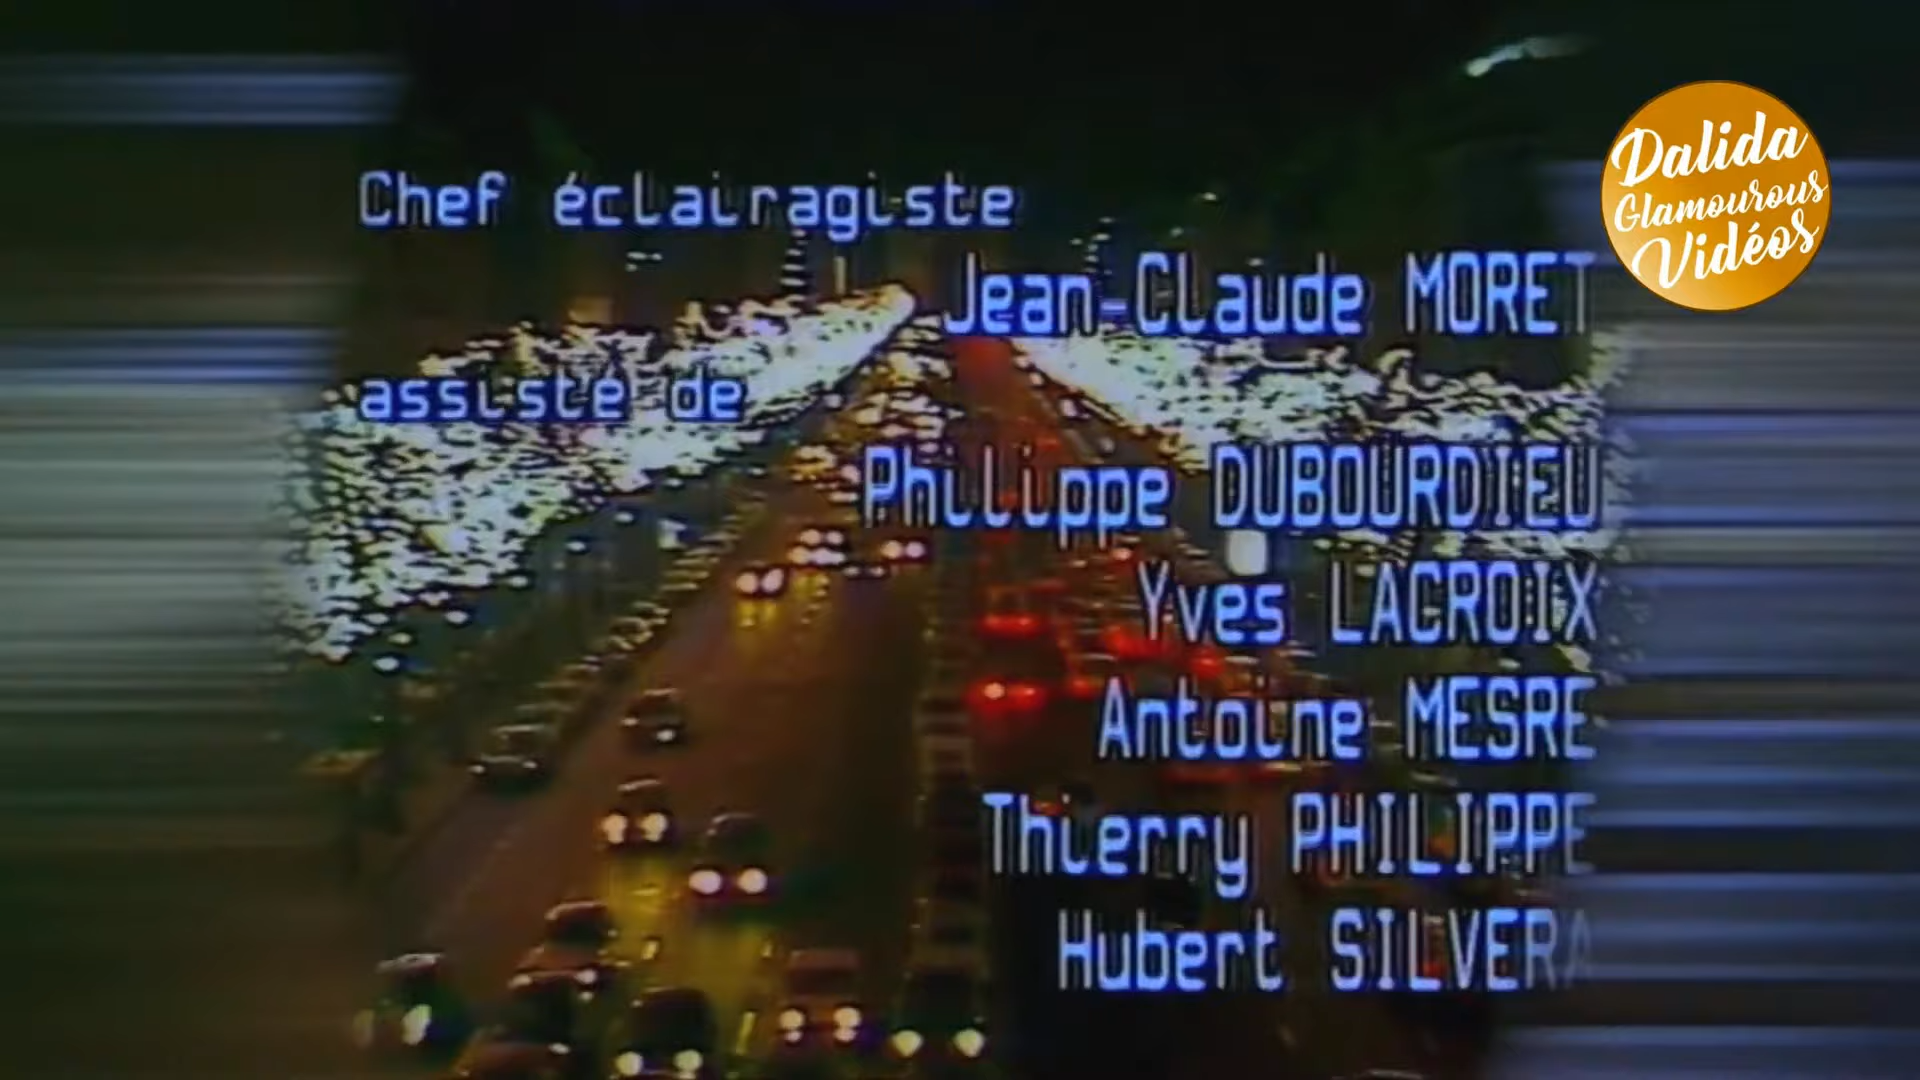 Chef éclairagiste
Jean-Claude MORET
assisté de
Philippe DUBOURDIEU
Yves LACROIX
Antoine MESRE
Thierry PHILIPPE
Hubert SILVERA
Dalida
Glamourous
Vidéos